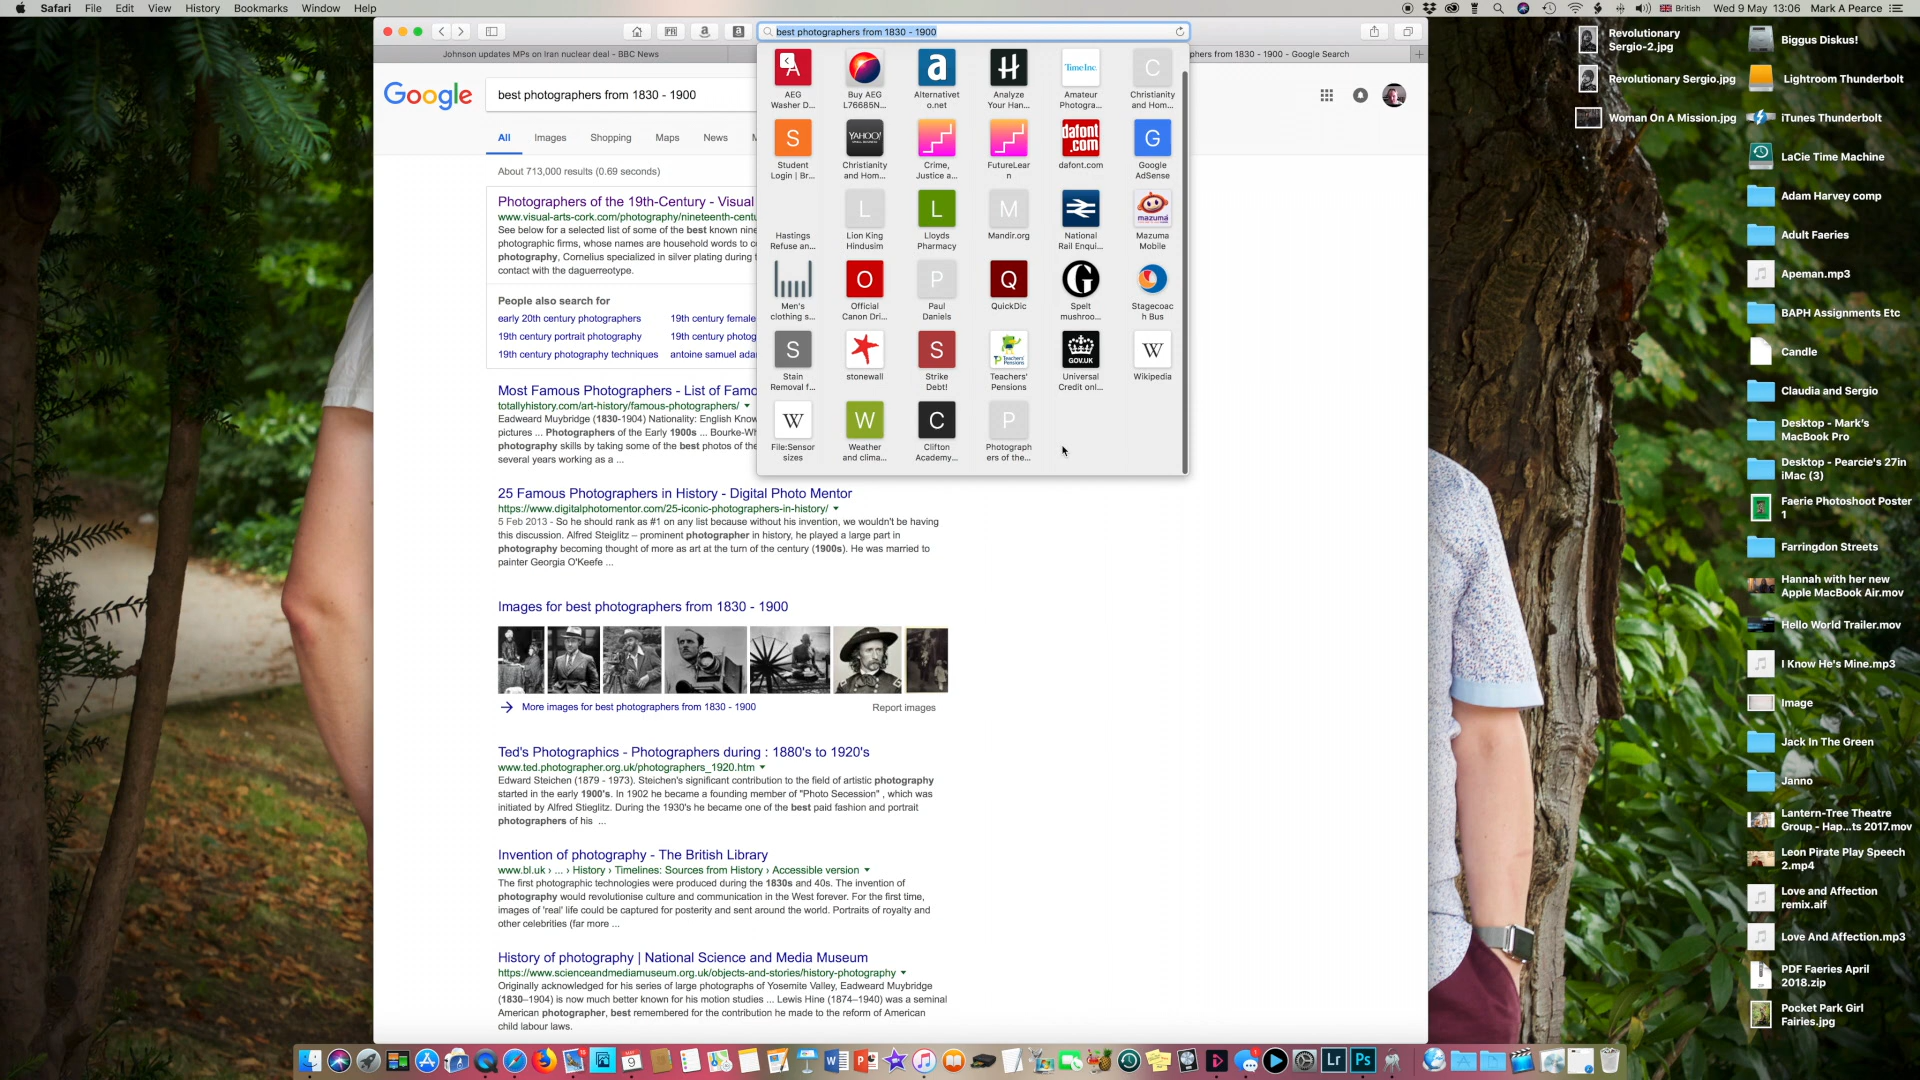 Safari File Edit View History Bookmarks Window Help
British Wed 9 May 13:06 Mark A Pearce
best photographers from 1830 - 1900
Johnson updates MPs on Iran nuclear deal - BBC News
phers from 1830 - 1900 - Google Search
Google
best photographers from 1830 - 1900
All Images Shopping Maps News
About 713,000 results (0.69 seconds)
Photographers of the 19th-Century - Visual
www.visual-arts-cork.com/photography/nineteenth-centu
See below for a selected list of some of the best known nine
photographic firms, whose names are household words to c
photography, Cornelius specialized in silver plating during t
contact with the daguerreotype.
People also search for
early 20th century photographers 19th century female
19th century portrait photography 19th century photog
19th century photography techniques antoine samuel ada
Most Famous Photographers - List of Famo
totallyhistory.com/art-history/famous-photographers/
Eadweard Muybridge (1830-1904) Nationality: English Know
pictures ... Photographers of the Early 1900s ... Bourke-Wh
photography skills by taking some of the best photos of the
several years working as a ...
25 Famous Photographers in History - Digital Photo Mentor
https://www.digitalphotomentor.com/25-iconic-photographers-in-history/
5 Feb 2013 - So he should rank as #1 on any list because without his invention, we wouldn't be having
this discussion. Alfred Steiglitz – prominent photographer in history, he played a large part in
photography becoming thought of more as art at the turn of the century (1900s). He was married to
painter Georgia O'Keefe ...
Images for best photographers from 1830 - 1900
More images for best photographers from 1830 - 1900 Report images
Ted's Photographics - Photographers during : 1880's to 1920's
www.ted.photographer.org.uk/photographers_1920.htm
Edward Steichen (1879 - 1973). Steichen's significant contribution to the field of artistic photography
started in the early 1900's. In 1902 he became a founding member of "Photo Secession" , which was
initiated by Alfred Stieglitz. During the 1930's he became one of the best paid fashion and portrait
photographers of his ...
Invention of photography - The British Library
www.bl.uk › ... › History › Timelines: Sources from History › Accessible version
The first photographic technologies were produced during the 1830s and 40s. The invention of
photography would revolutionise culture and communication in the West forever. For the first time,
images of 'real' life could be captured for posterity and sent around the world. Portraits of royalty and
other celebrities (far more ...
History of photography | National Science and Media Museum
https://www.scienceandmediamuseum.org.uk/objects-and-stories/history-photography
Originally acknowledged for his series of large photographs of Yosemite Valley, Eadweard Muybridge
(1830–1904) is now much better known for his motion studies ... Lewis Hine (1874–1940) was a seminal
American photographer, best remembered for the contribution he made to the reform of American
child labour laws.
A a H Time Inc. C
AEG Buy AEG Alternativet Analyze Amateur Christianity
Washer D... L76685N... o.net Your Han... Photogra... and Hom...
S YAHOO! dafont.com G
Student Christianity Crime, FutureLear dafont.com Google
Login | Br... and Hom... Justice a... n AdSense
L L M mazuma
Hastings Lion King Lloyds Mandir.org National Mazuma
Refuse an... Hindusim Pharmacy Rail Enqui... Mobile
O P Q G
Men's Official Paul QuickDic Spelt Stagecoac
clothing s... Canon Dri... Daniels mushroo... h Bus
S S Teachers' Pensions GOV.UK W
Stain stonewall Strike Teachers' Universal Wikipedia
Removal f... Debt! Pensions Credit onl...
W W C P
File:Sensor Weather Clifton Photograph
sizes and clima... Academy... ers of the...
Revolutionary
Sergio-2.jpg
Revolutionary Sergio.jpg
Woman On A Mission.jpg
Biggus Diskus!
Lightroom Thunderbolt
iTunes Thunderbolt
LaCie Time Machine
Adam Harvey comp
Adult Faeries
Apeman.mp3
BAPH Assignments Etc
Candle
Claudia and Sergio
Desktop - Mark's
MacBook Pro
Desktop - Pearcie's 27in
iMac (3)
Faerie Photoshoot Poster
1
Farringdon Streets
Hannah with her new
Apple MacBook Air.mov
Hello World Trailer.mov
I Know He's Mine.mp3
Image
Jack In The Green
Janno
Lantern-Tree Theatre
Group - Hap...ts 2017.mov
Leon Pirate Play Speech
2.mp4
Love and Affection
remix.aif
Love And Affection.mp3
PDF Faeries April
2018.zip
Pocket Park Girl
Fairies.jpg
9 W P Lr Ps